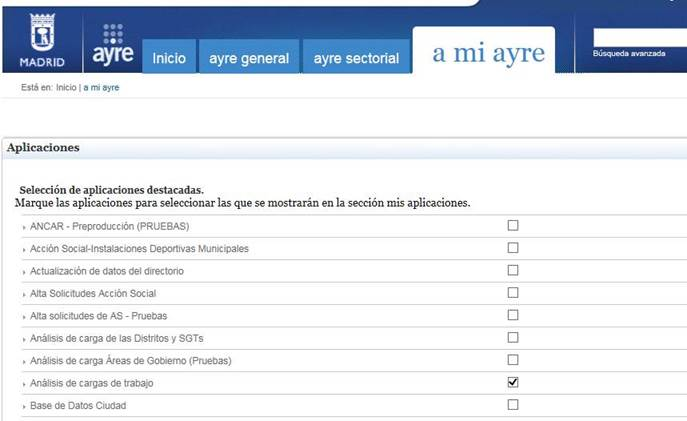 MADRID
ayre
Inicio
ayre general
ayre sectorial
a mi ayre
Búsqueda avanzada
Está en: Inicio | a mi ayre
Aplicaciones
Selección de aplicaciones destacadas.
Marque las aplicaciones para seleccionar las que se mostrarán en la sección mis aplicaciones.
ANCAR - Preproducción (PRUEBAS)
Acción Social-Instalaciones Deportivas Municipales
Actualización de datos del directorio
Alta Solicitudes Acción Social
Alta solicitudes de AS - Pruebas
Análisis de carga de las Distritos y SGTs
Análisis de carga Áreas de Gobierno (Pruebas)
Análisis de cargas de trabajo
Base de Datos Ciudad